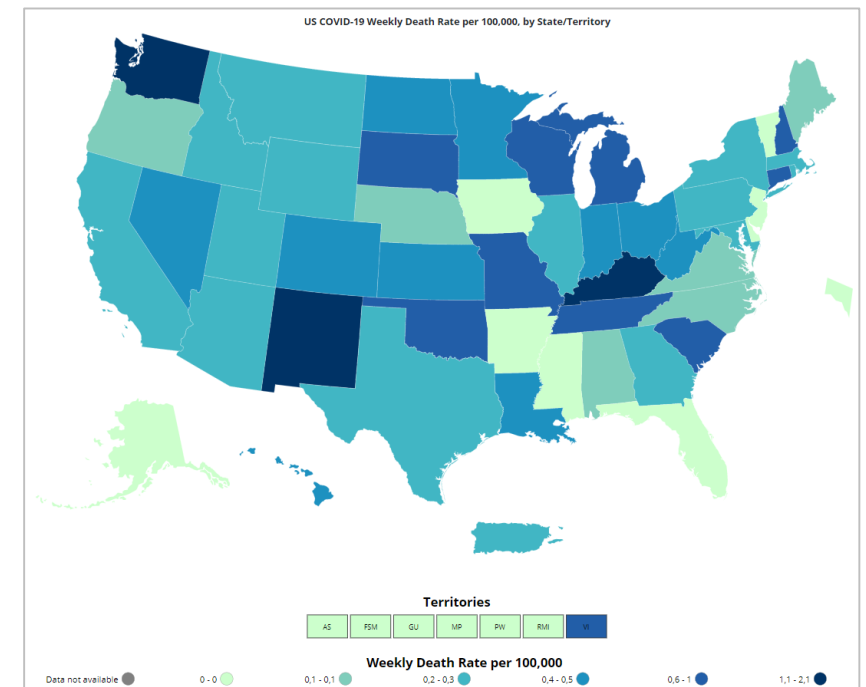 US COVID-19 Weekly Death Rate per 100,000, by State/Territory
Territories
AS FSM GU MP PW RMI VI
Weekly Death Rate per 100,000
Data not available 0 - 0 0,1 - 0,1 0,2 - 0,3 0,4 - 0,5 0,6 - 1 1,1 - 2,1